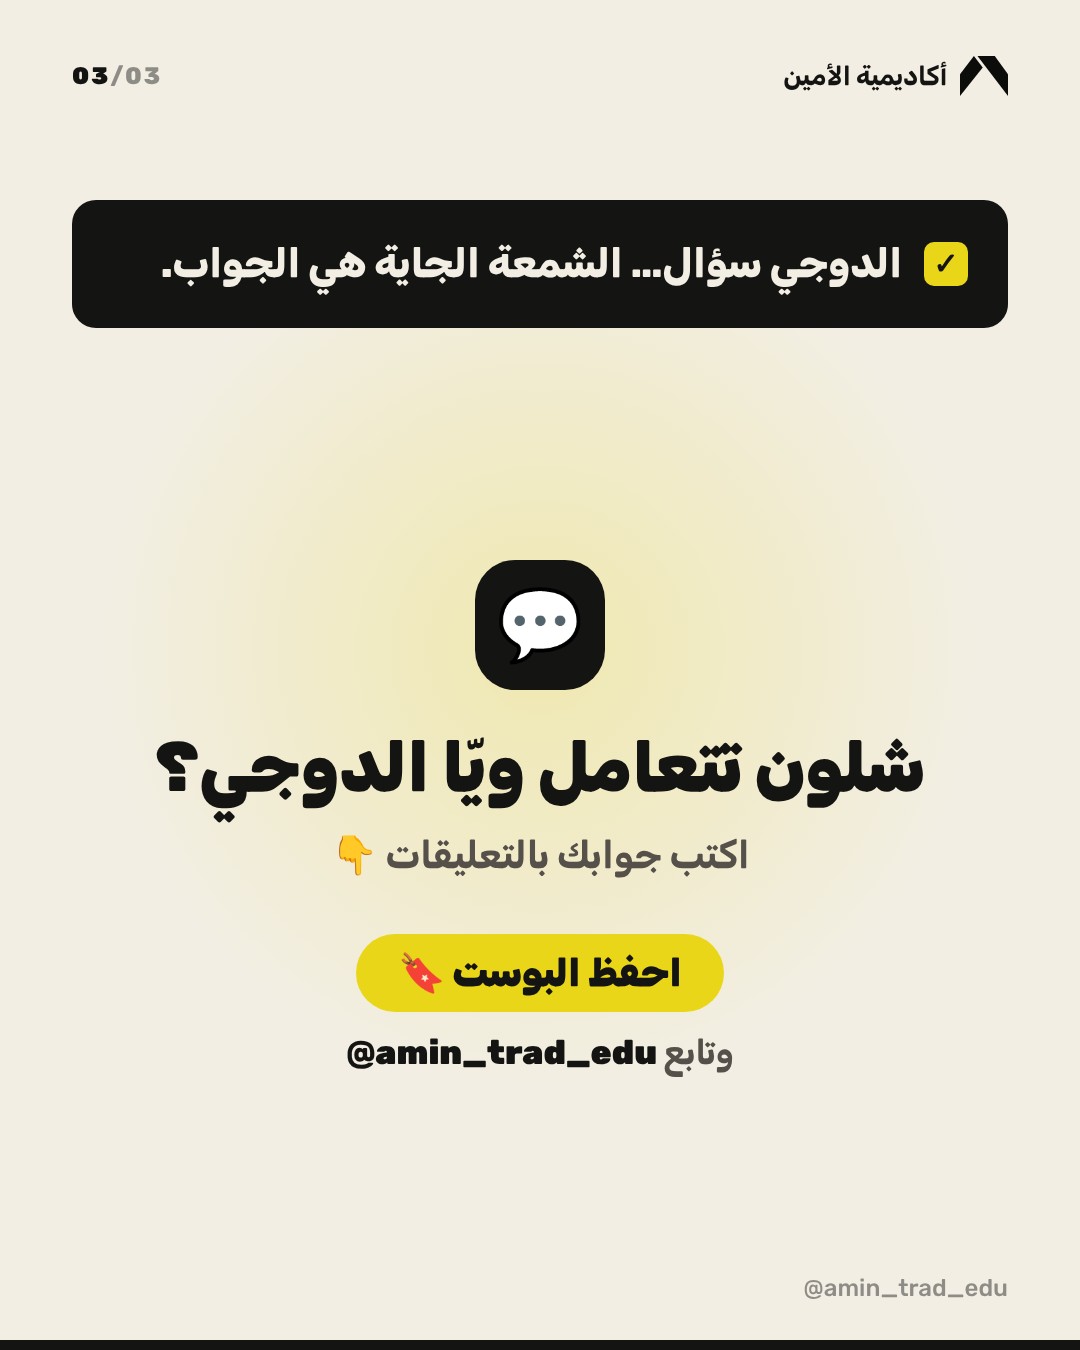 أكاديمية الأمين
03/03
الدوجي سؤال... الشمعة الجاية هي الجواب.
شلون تتعامل ويّا الدوجي؟
اكتب جوابك بالتعليقات 👇
احفظ البوست 🔖
وتابع @amin_trad_edu
@amin_trad_edu